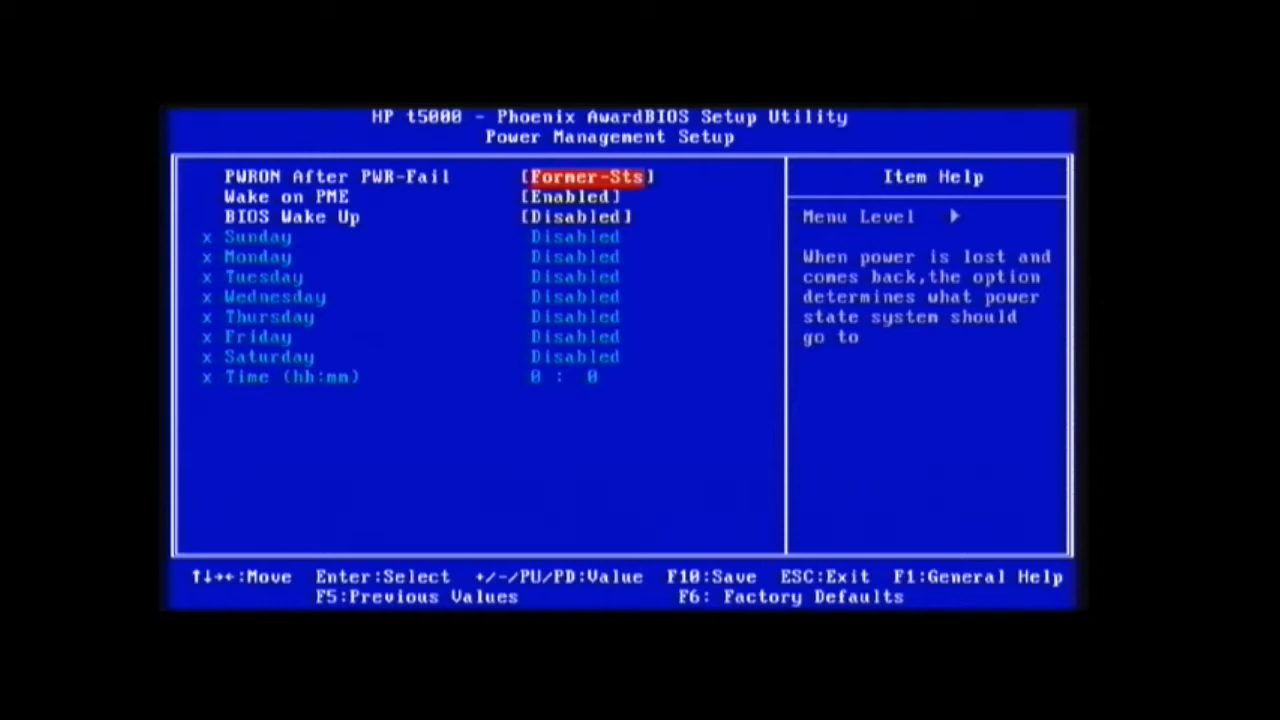 HP t5000 - Phoenix AwardBIOS Setup Utility
Power Management Setup
PWRON After PWR-Fail [Former-Sts]
Wake on PME [Enabled]
BIOS Wake Up [Disabled]
x Sunday Disabled
x Monday Disabled
x Tuesday Disabled
x Wednesday Disabled
x Thursday Disabled
x Friday Disabled
x Saturday Disabled
x Time (hh:mm) 0 : 0
Item Help
Menu Level ▶
When power is lost and
comes back,the option
determines what power
state system should
go to
↑↓→←:Move Enter:Select +/-/PU/PD:Value F10:Save ESC:Exit F1:General Help
F5:Previous Values F6: Factory Defaults